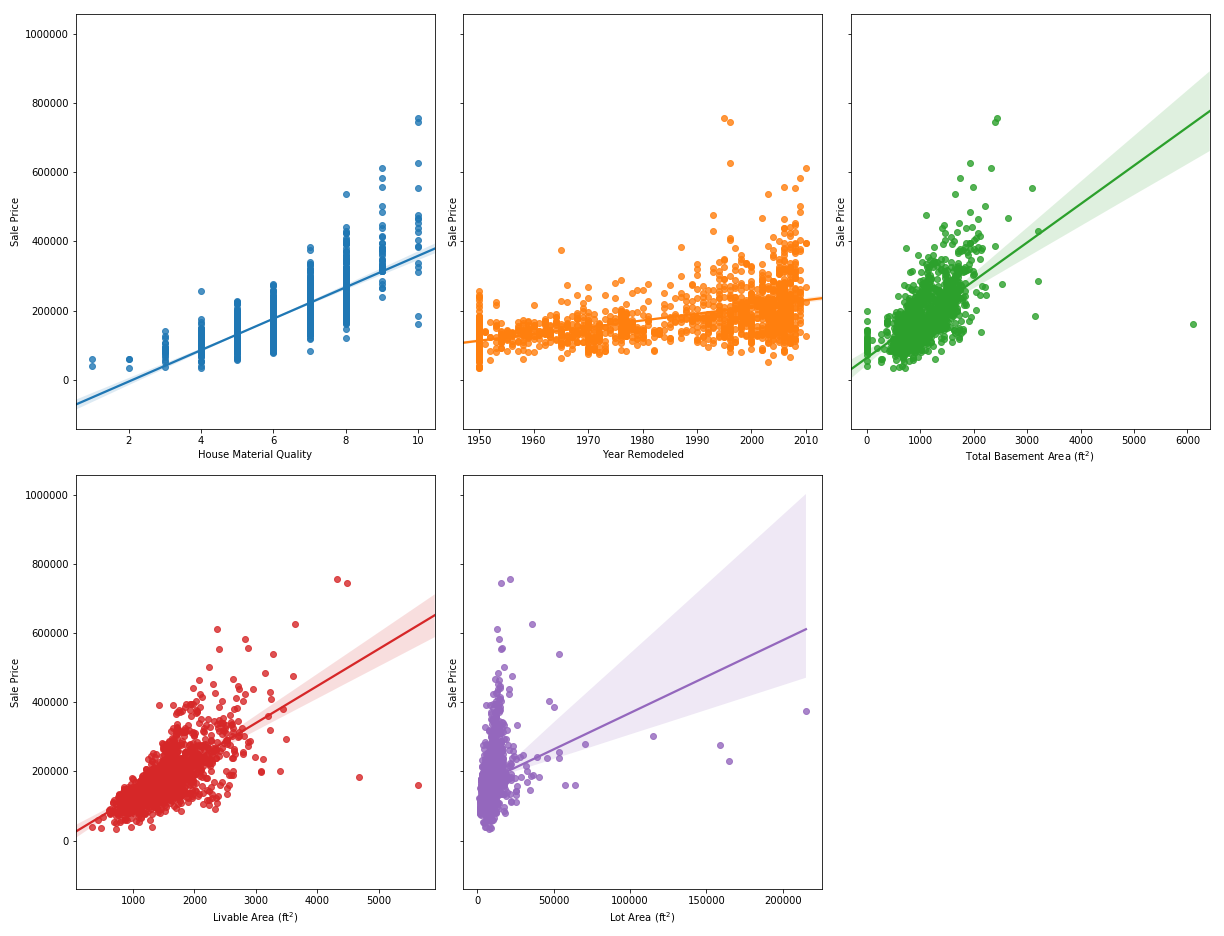 1000000
800000
600000
400000
200000
0
Sale Price
2 4 6 8 10
House Material Quality
Sale Price
1950 1960 1970 1980 1990 2000 2010
Year Remodeled
Sale Price
0 1000 2000 3000 4000 5000 6000
Total Basement Area (ft²)
1000000
800000
600000
400000
200000
0
Sale Price
1000 2000 3000 4000 5000
Livable Area (ft²)
Sale Price
0 50000 100000 150000 200000
Lot Area (ft²)